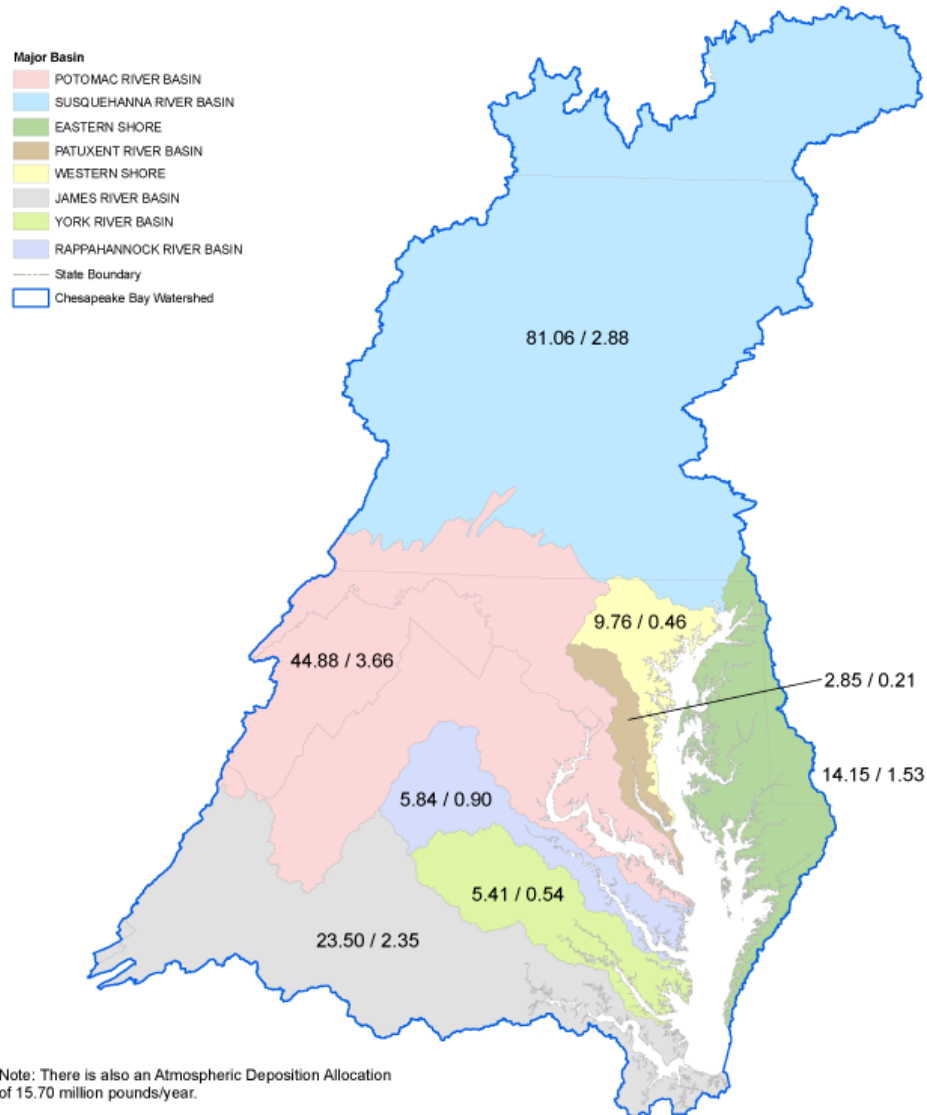 Major Basin
POTOMAC RIVER BASIN
SUSQUEHANNA RIVER BASIN
EASTERN SHORE
PATUXENT RIVER BASIN
WESTERN SHORE
JAMES RIVER BASIN
YORK RIVER BASIN
RAPPAHANNOCK RIVER BASIN
State Boundary
Chesapeake Bay Watershed
81.06 / 2.88
9.76 / 0.46
44.88 / 3.66
2.85 / 0.21
14.15 / 1.53
5.84 / 0.90
5.41 / 0.54
23.50 / 2.35
Note: There is also an Atmospheric Deposition Allocation
of 15.70 million pounds/year.